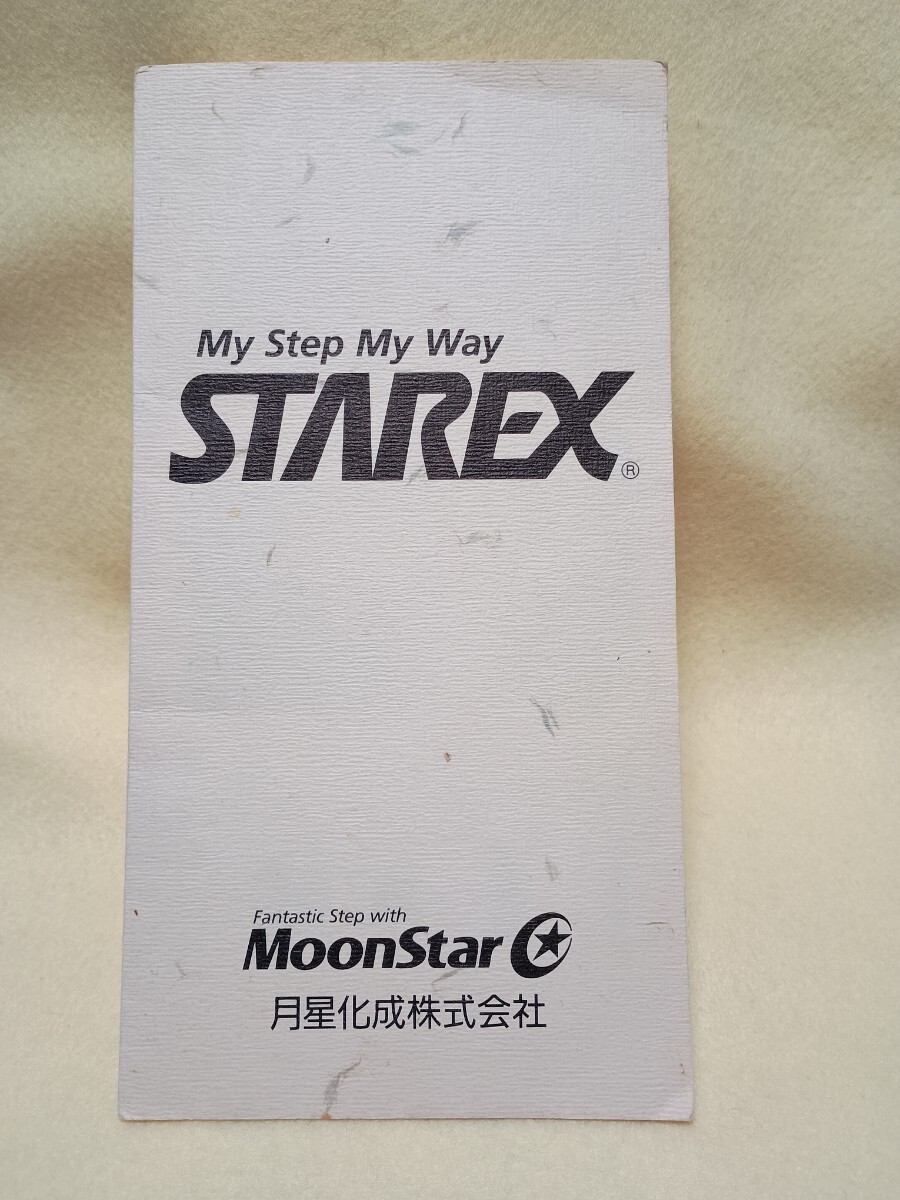 My Step My Way
STAREX®
Fantastic Step with
MoonStar
月星化成株式会社